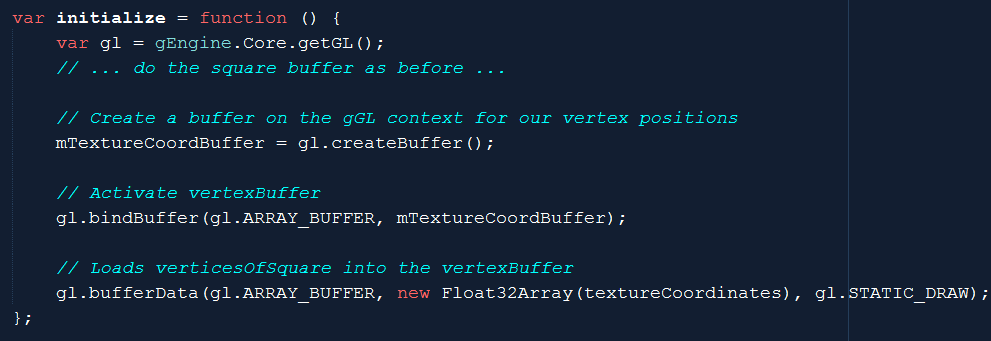 var initialize = function () {
var gl = gEngine.Core.getGL();
// ... do the square buffer as before ...
// Create a buffer on the gGL context for our vertex positions
mTextureCoordBuffer = gl.createBuffer();
// Activate vertexBuffer
gl.bindBuffer(gl.ARRAY_BUFFER, mTextureCoordBuffer);
// Loads verticesOfSquare into the vertexBuffer
gl.bufferData(gl.ARRAY_BUFFER, new Float32Array(textureCoordinates), gl.STATIC_DRAW);
};